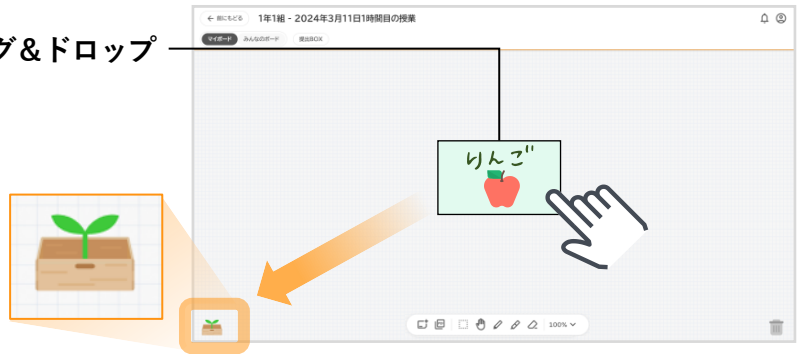 ← 前にもどる 1年1組 - 2024年3月11日1時間目の授業
マイボード みんなのボード 提出BOX
グ&ドロップ
りんご
100%